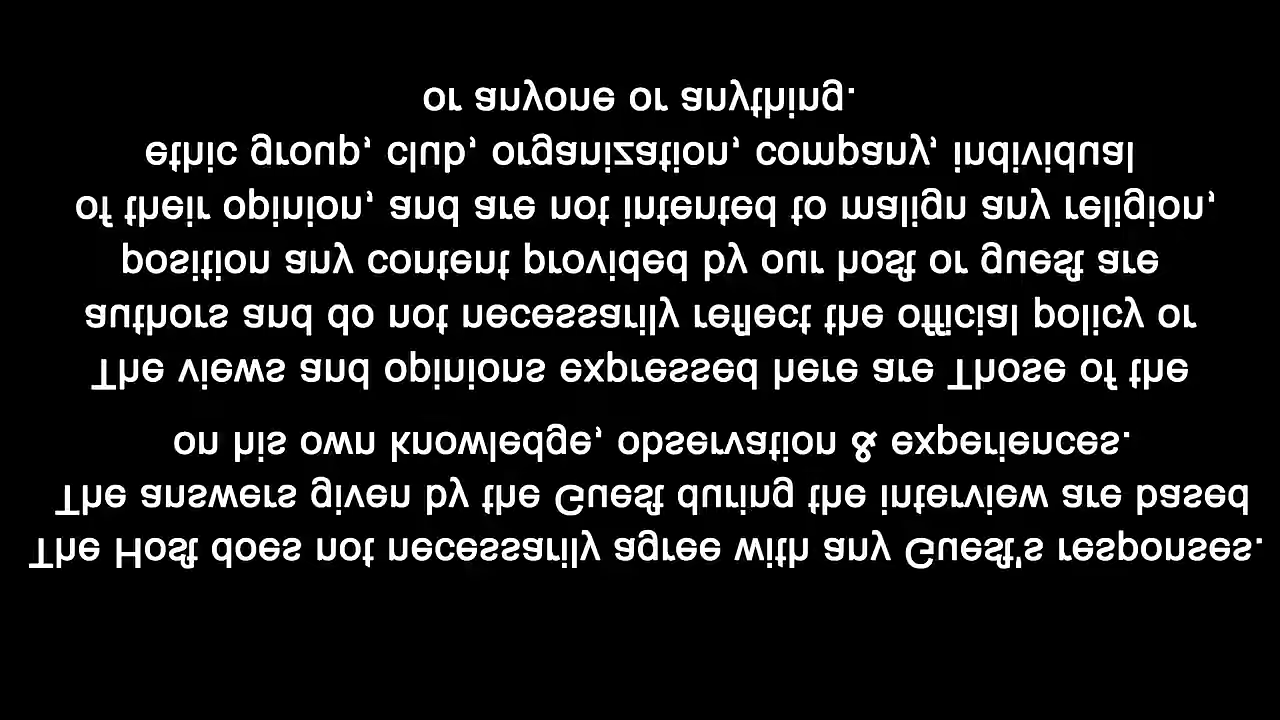 The Host does not necessarily agree with any Guest's responses.
The answers given by the Guest during the interview are based
on his own knowledge, observation & experiences.
The views and opinions expressed here are Those of the
authors and do not necessarily reflect the official policy or
position any content provided by our host or guest are
of their opinion, and are not intented to malign any religion,
ethic group, club, organization, company, individual
or anyone or anything.